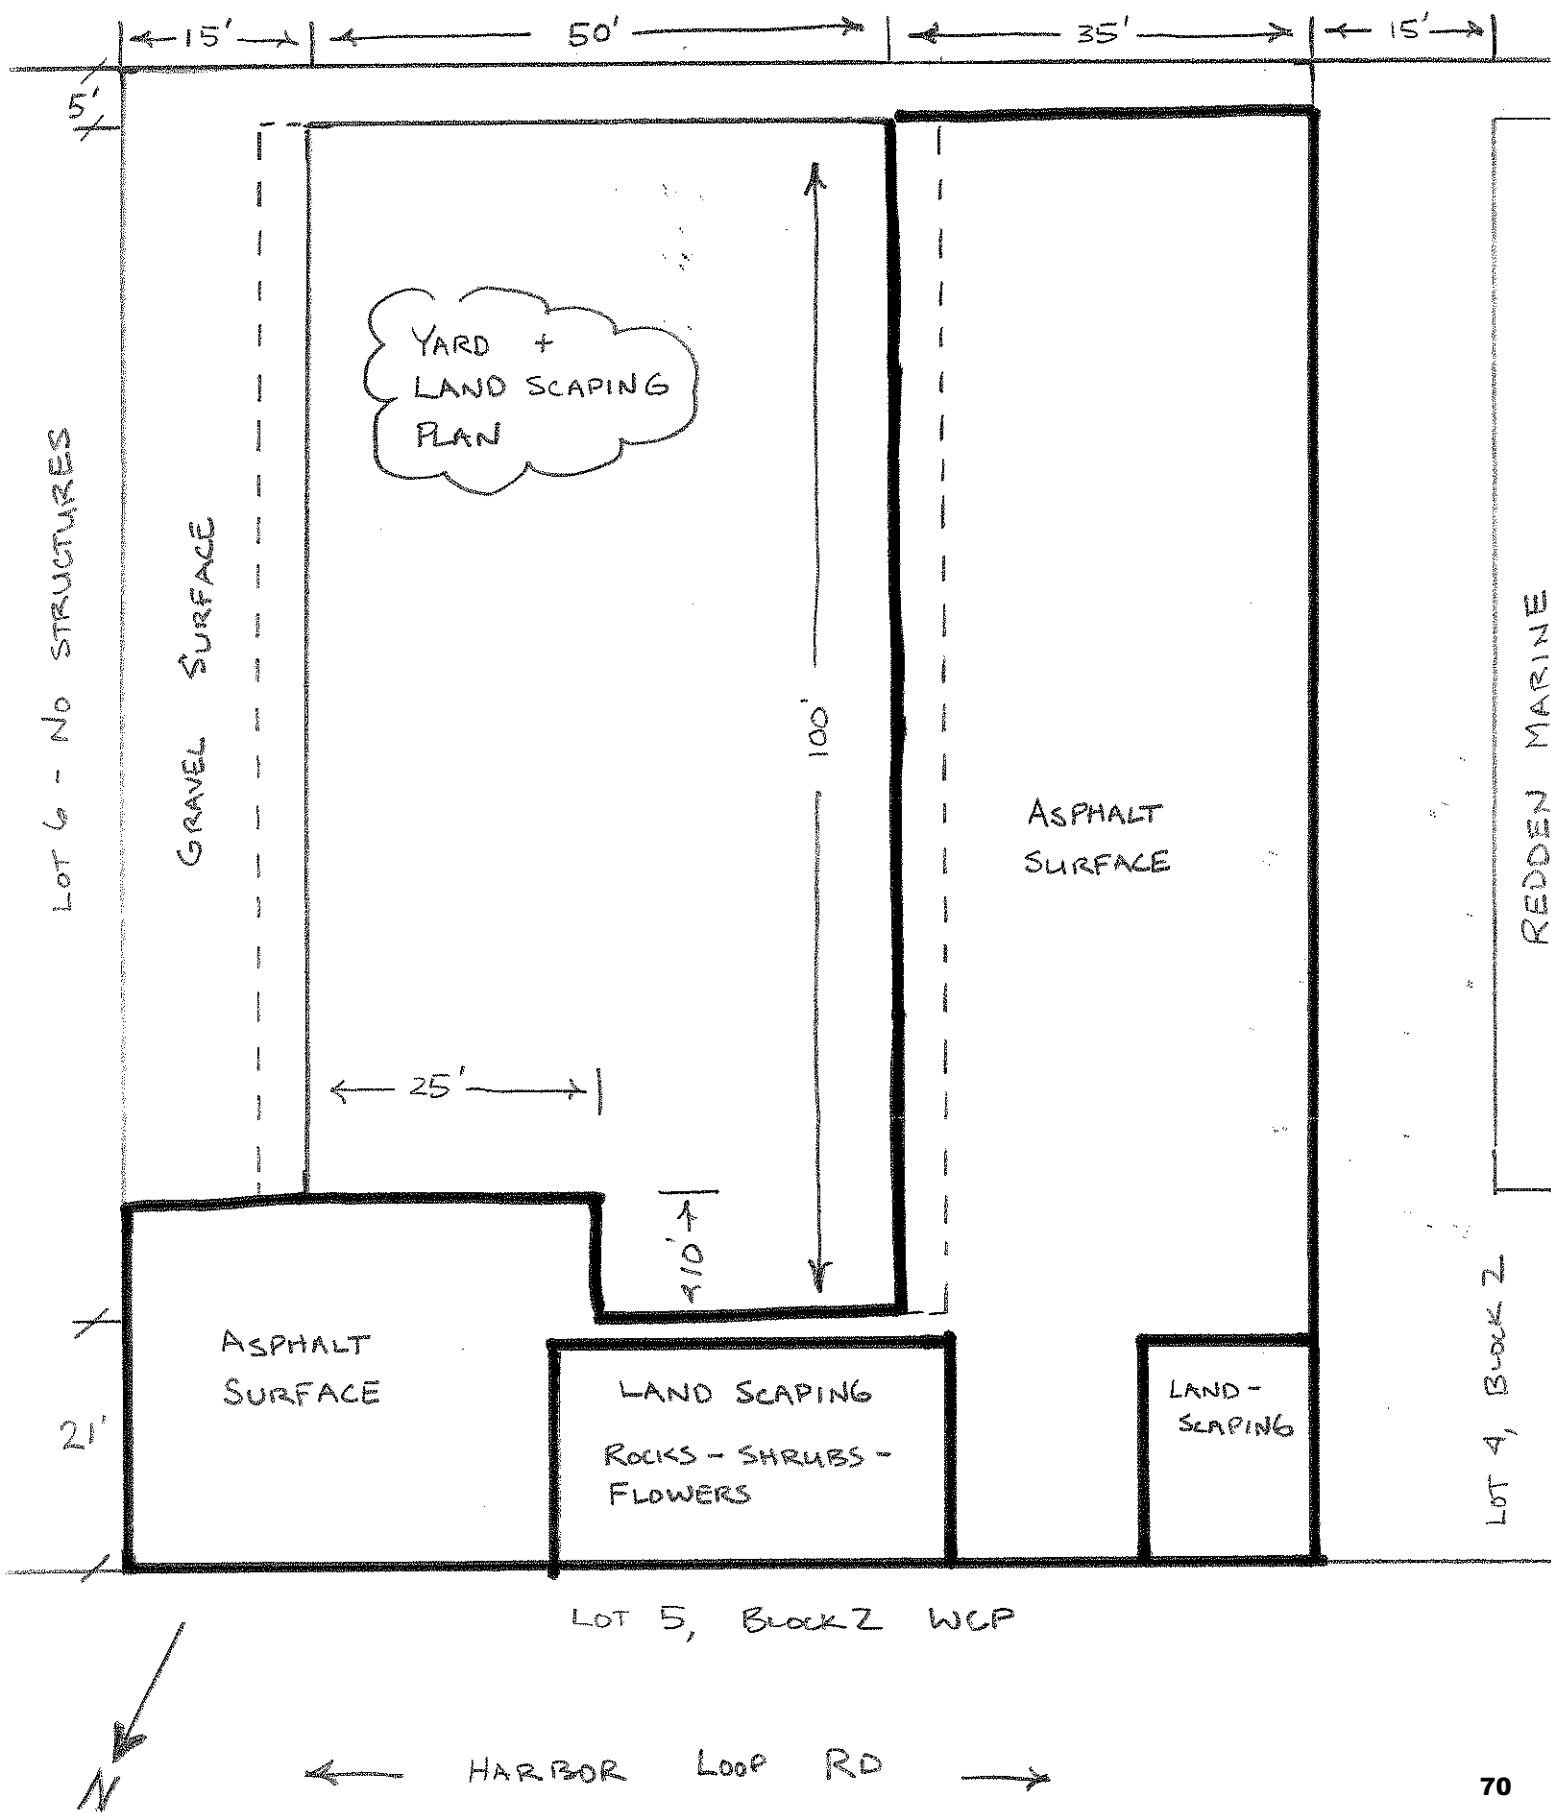 15'
50'
35'
15'
5'
YARD +
LAND SCAPING
PLAN
LOT 6 - NO STRUCTURES
GRAVEL SURFACE
100'
ASPHALT
SURFACE
REDDEN MARINE
25'
10'
ASPHALT
SURFACE
21'
LAND SCAPING
ROCKS - SHRUBS -
FLOWERS
LAND -
SCAPING
LOT 4, BLOCK 2
LOT 5, BLOCK 2 WCP
N
HARBOR LOOP RD
70